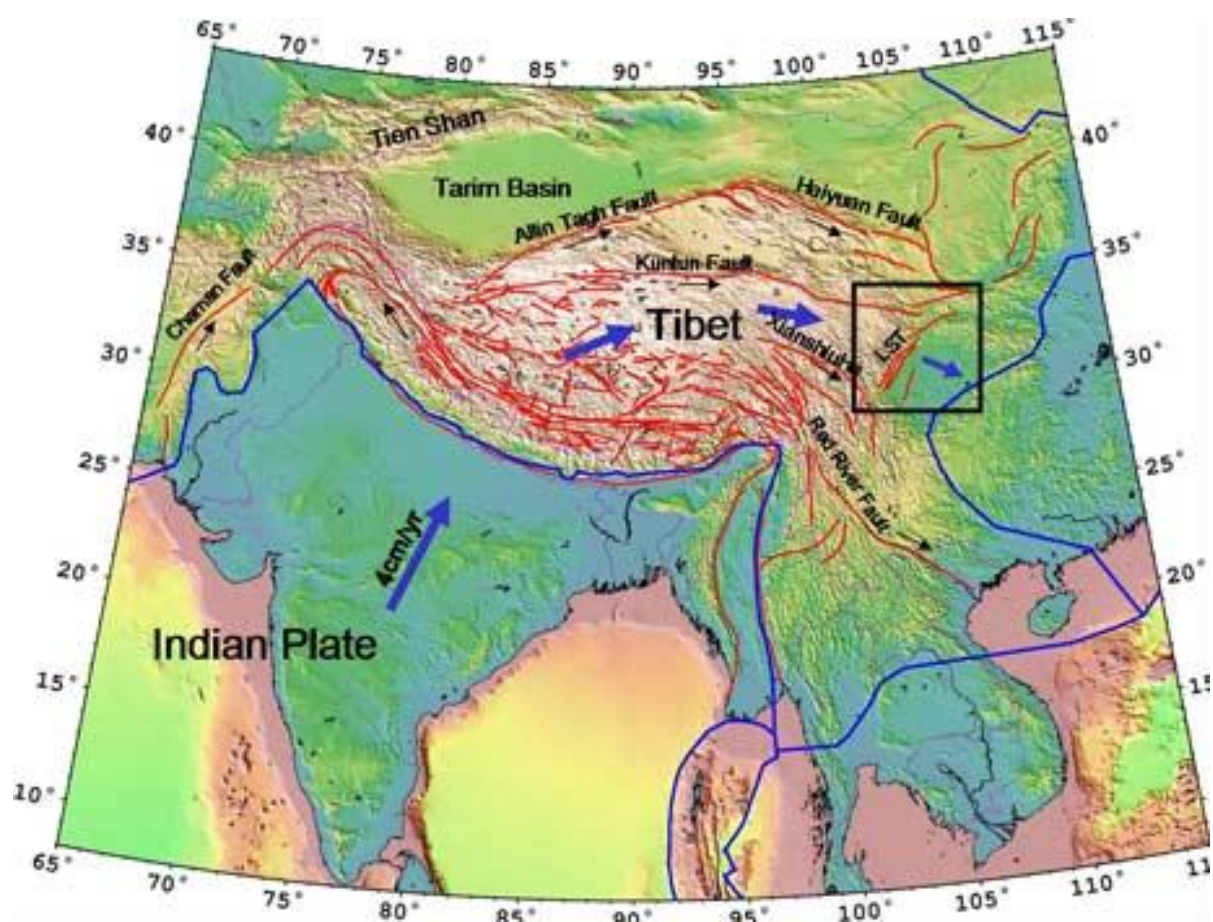 65° 70° 75° 80° 85° 90° 95° 100° 105° 110° 115°
40°
40°
Tien Shan
Tarim Basin
Altin Tagh Fault
Haiyuan Fault
35°
35°
Chaman Fault
Kunlun Fault
Tibet
Xianshiuhe
LST
30°
30°
Red River Fault
25°
25°
4cm/yr
20°
20°
Indian Plate
15°
15
10°
65° 70° 75° 80° 85° 90° 95° 100° 105° 110° 11